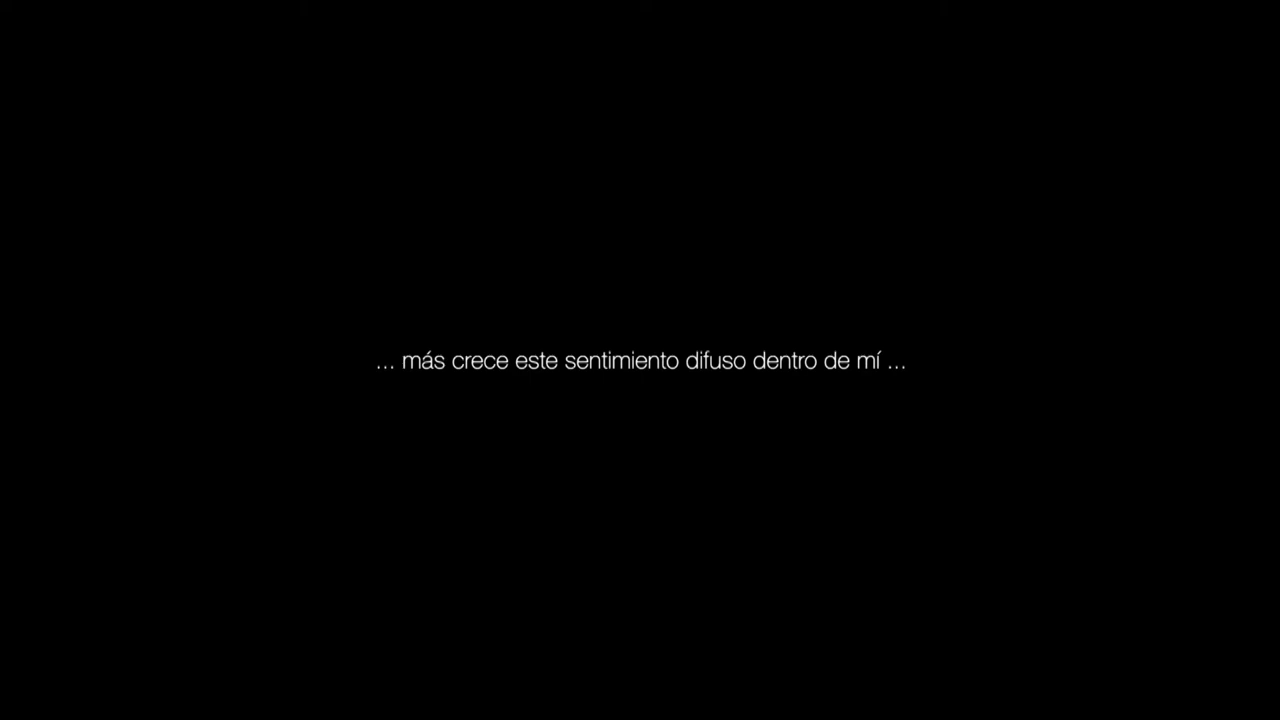 ... más crece este sentimiento difuso dentro de mí ...